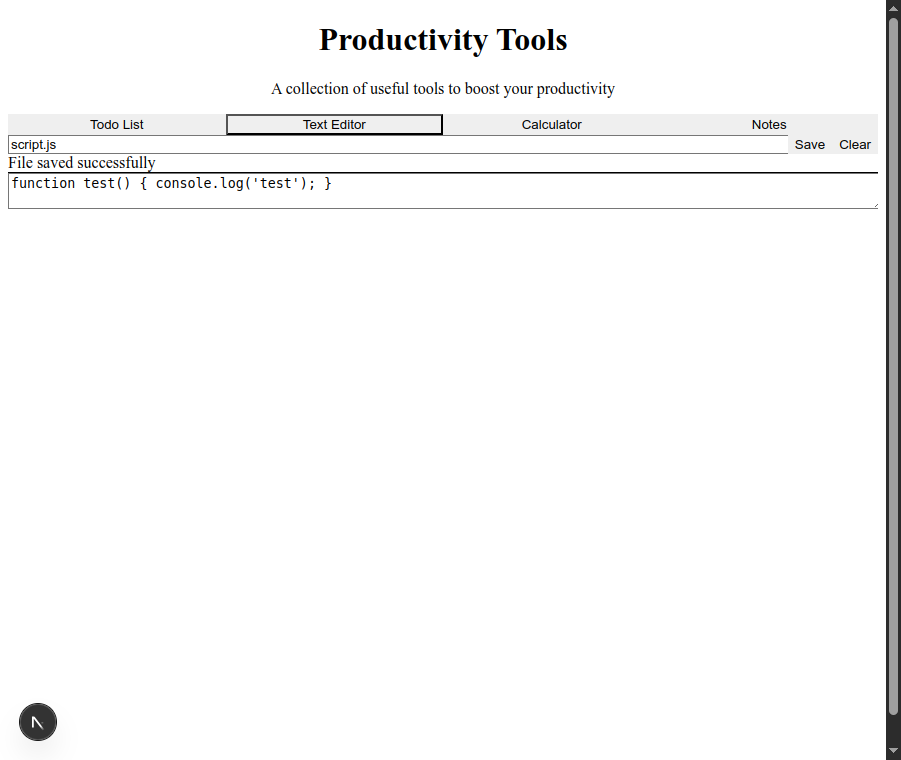 Productivity Tools
A collection of useful tools to boost your productivity
Todo List Text Editor Calculator Notes
script.js Save Clear
File saved successfully
function test() { console.log('test'); }